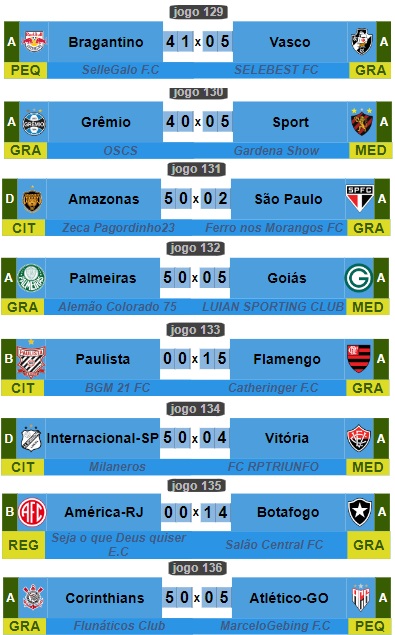 jogo 129
A Bragantino 4 1 x 0 5 Vasco A
PEQ SelleGalo F.C SELEBEST FC GRA
jogo 130
A Grêmio 4 0 x 0 5 Sport A
GRA OSCS Gardena Show MED
jogo 131
D Amazonas 5 0 x 0 2 São Paulo A
CIT Zeca Pagordinho23 Ferro nos Morangos FC GRA
jogo 132
A Palmeiras 5 0 x 0 5 Goiás A
GRA Alemão Colorado 75 LUIAN SPORTING CLUB MED
jogo 133
B Paulista 0 0 x 1 5 Flamengo A
CIT BGM 21 FC Catheringer F.C GRA
jogo 134
D Internacional-SP 5 0 x 0 4 Vitória A
CIT Milaneros FC RPTRIUNFO MED
jogo 135
B América-RJ 0 0 x 1 4 Botafogo A
REG Seja o que Deus quiser Salão Central FC GRA
E.C
jogo 136
A Corinthians 5 0 x 0 5 Atlético-GO A
GRA Flunáticos Club MarceloGebing F.C PEQ